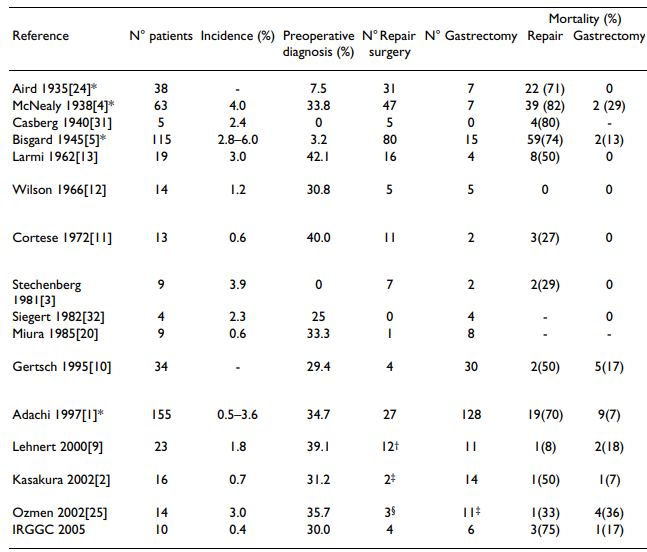 Mortality (%)
Reference N° patients Incidence (%) Preoperative N° Repair N° Gastrectomy Repair Gastrectomy
diagnosis (%) surgery
Aird 1935[24]* 38 - 7.5 31 7 22 (71) 0
McNealy 1938[4]* 63 4.0 33.8 47 7 39 (82) 2 (29)
Casberg 1940[31] 5 2.4 0 5 0 4(80) -
Bisgard 1945[5]* 115 2.8–6.0 3.2 80 15 59(74) 2(13)
Larmi 1962[13] 19 3.0 42.1 16 4 8(50) 0
Wilson 1966[12] 14 1.2 30.8 5 5 0 0
Cortese 1972[11] 13 0.6 40.0 11 2 3(27) 0
Stechenberg 9 3.9 0 7 2 2(29) 0
1981[3]
Siegert 1982[32] 4 2.3 25 0 4 - 0
Miura 1985[20] 9 0.6 33.3 1 8 - -
Gertsch 1995[10] 34 - 29.4 4 30 2(50) 5(17)
Adachi 1997[1]* 155 0.5–3.6 34.7 27 128 19(70) 9(7)
Lehnert 2000[9] 23 1.8 39.1 12† 11 1(8) 2(18)
Kasakura 2002[2] 16 0.7 31.2 2‡ 14 1(50) 1(7)
Ozmen 2002[25] 14 3.0 35.7 3§ 11‡ 1(33) 4(36)
IRGGC 2005 10 0.4 30.0 4 6 3(75) 1(17)